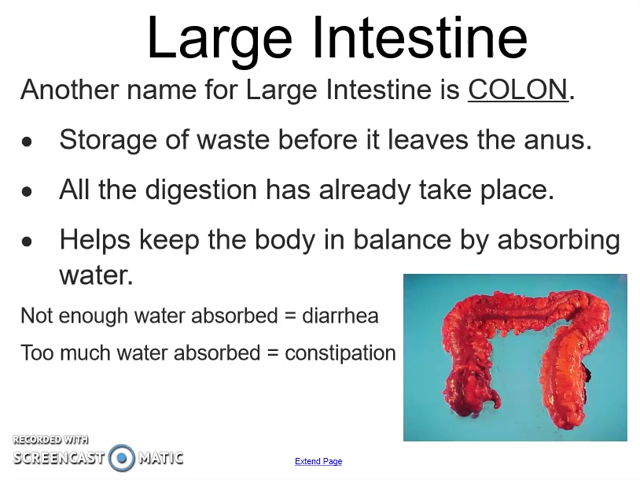 Large Intestine
Another name for Large Intestine is COLON.
● Storage of waste before it leaves the anus.
● All the digestion has already take place.
● Helps keep the body in balance by absorbing
water.
Not enough water absorbed = diarrhea
Too much water absorbed = constipation
RECORDED WITH
SCREENCAST MATIC
Extend Page